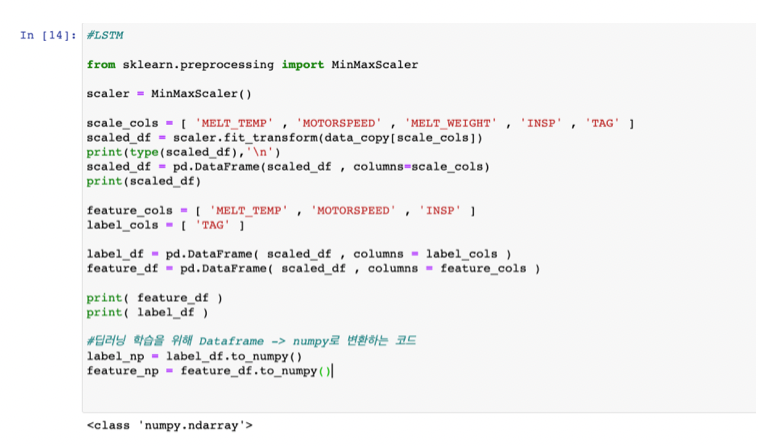 In [14]: #LSTM
from sklearn.preprocessing import MinMaxScaler
scaler = MinMaxScaler()
scale_cols = [ 'MELT_TEMP' , 'MOTORSPEED' , 'MELT_WEIGHT' , 'INSP' , 'TAG' ]
scaled_df = scaler.fit_transform(data_copy[scale_cols])
print(type(scaled_df),'\n')
scaled_df = pd.DataFrame(scaled_df , columns=scale_cols)
print(scaled_df)
feature_cols = [ 'MELT_TEMP' , 'MOTORSPEED' , 'INSP' ]
label_cols = [ 'TAG' ]
label_df = pd.DataFrame( scaled_df , columns = label_cols )
feature_df = pd.DataFrame( scaled_df , columns = feature_cols )
print( feature_df )
print( label_df )
#딥러닝 학습을 위해 Dataframe -> numpy로 변환하는 코드
label_np = label_df.to_numpy()
feature_np = feature_df.to_numpy()
<class 'numpy.ndarray'>